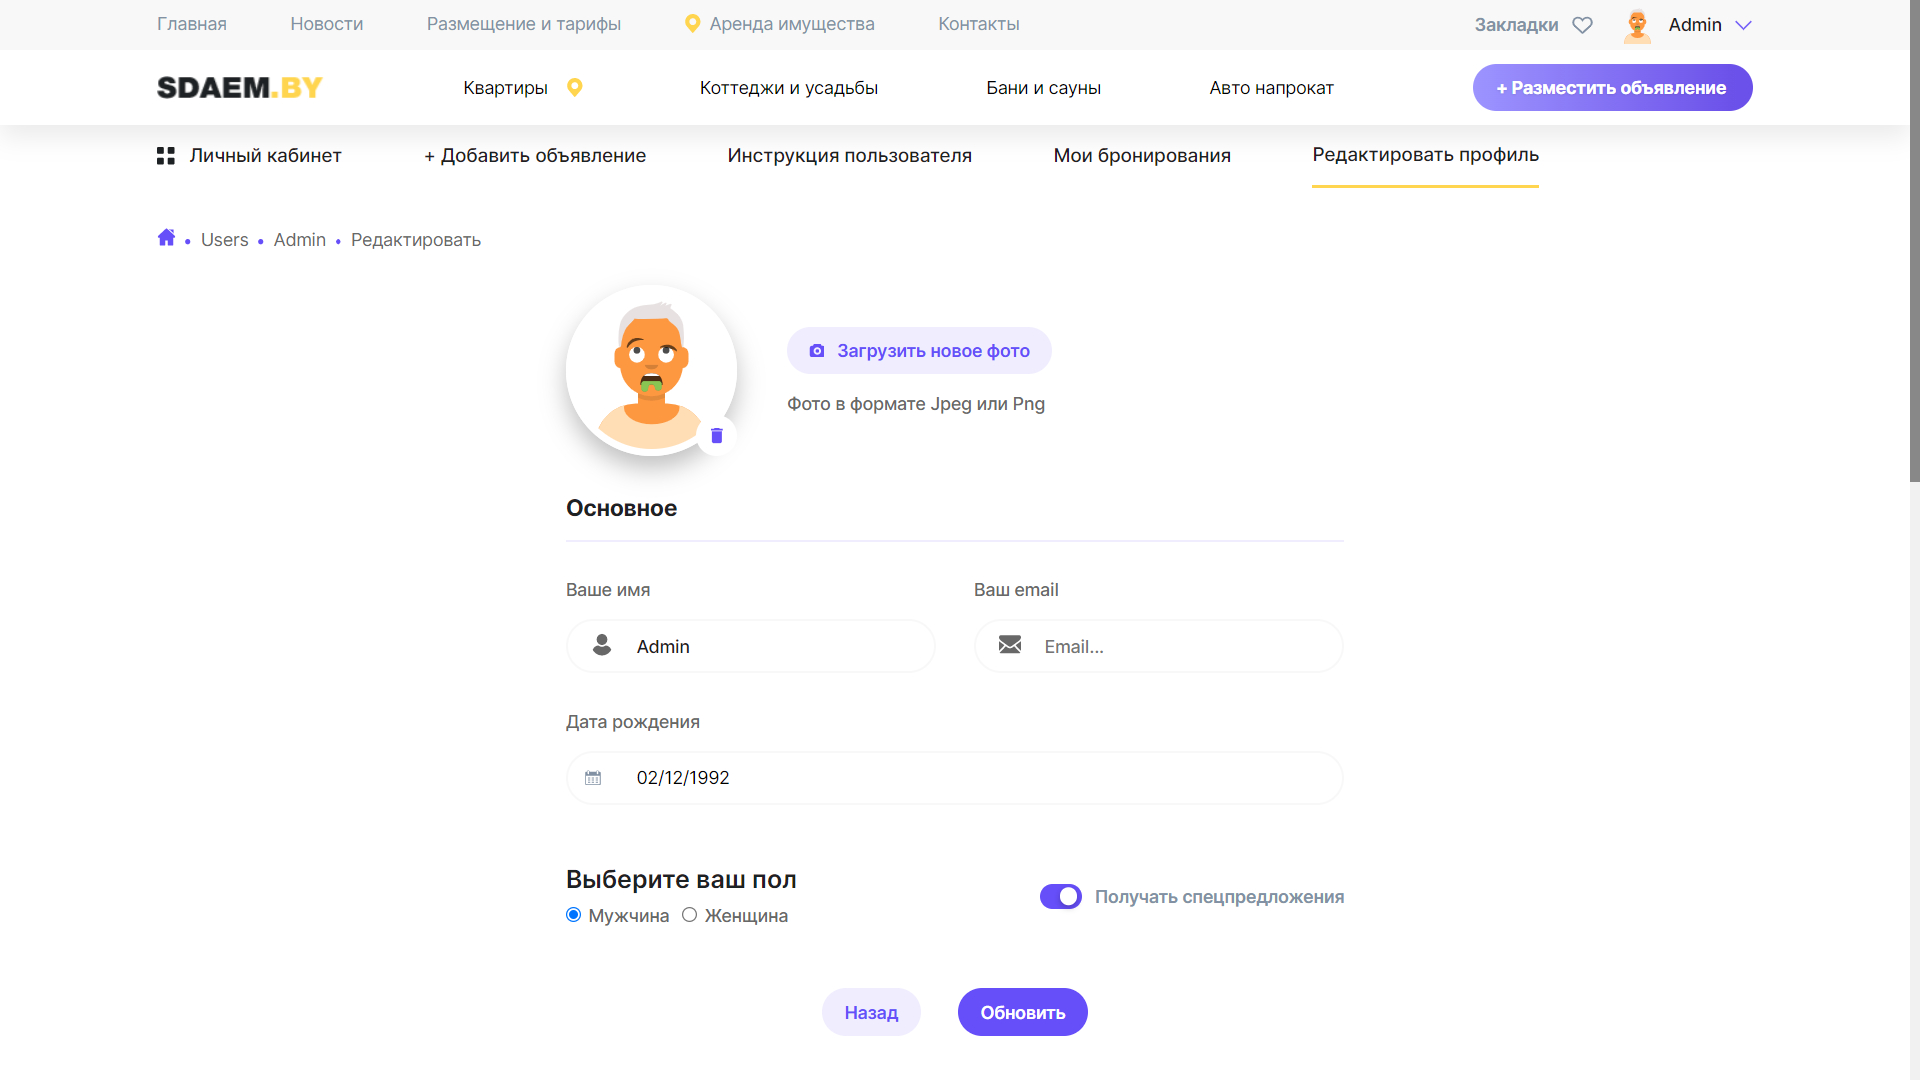 Главная Новости Размещение и тарифы Аренда имущества Контакты Закладки Admin
SDAEM.BY Квартиры Коттеджи и усадьбы Бани и сауны Авто напрокат + Разместить объявление
Личный кабинет + Добавить объявление Инструкция пользователя Мои бронирования Редактировать профиль
Users • Admin • Редактировать
Загрузить новое фото
Фото в формате Jpeg или Png
Основное
Ваше имя Ваш email
Admin Email...
Дата рождения
02/12/1992
Выберите ваш пол
Получать спецпредложения
Мужчина Женщина
Назад Обновить